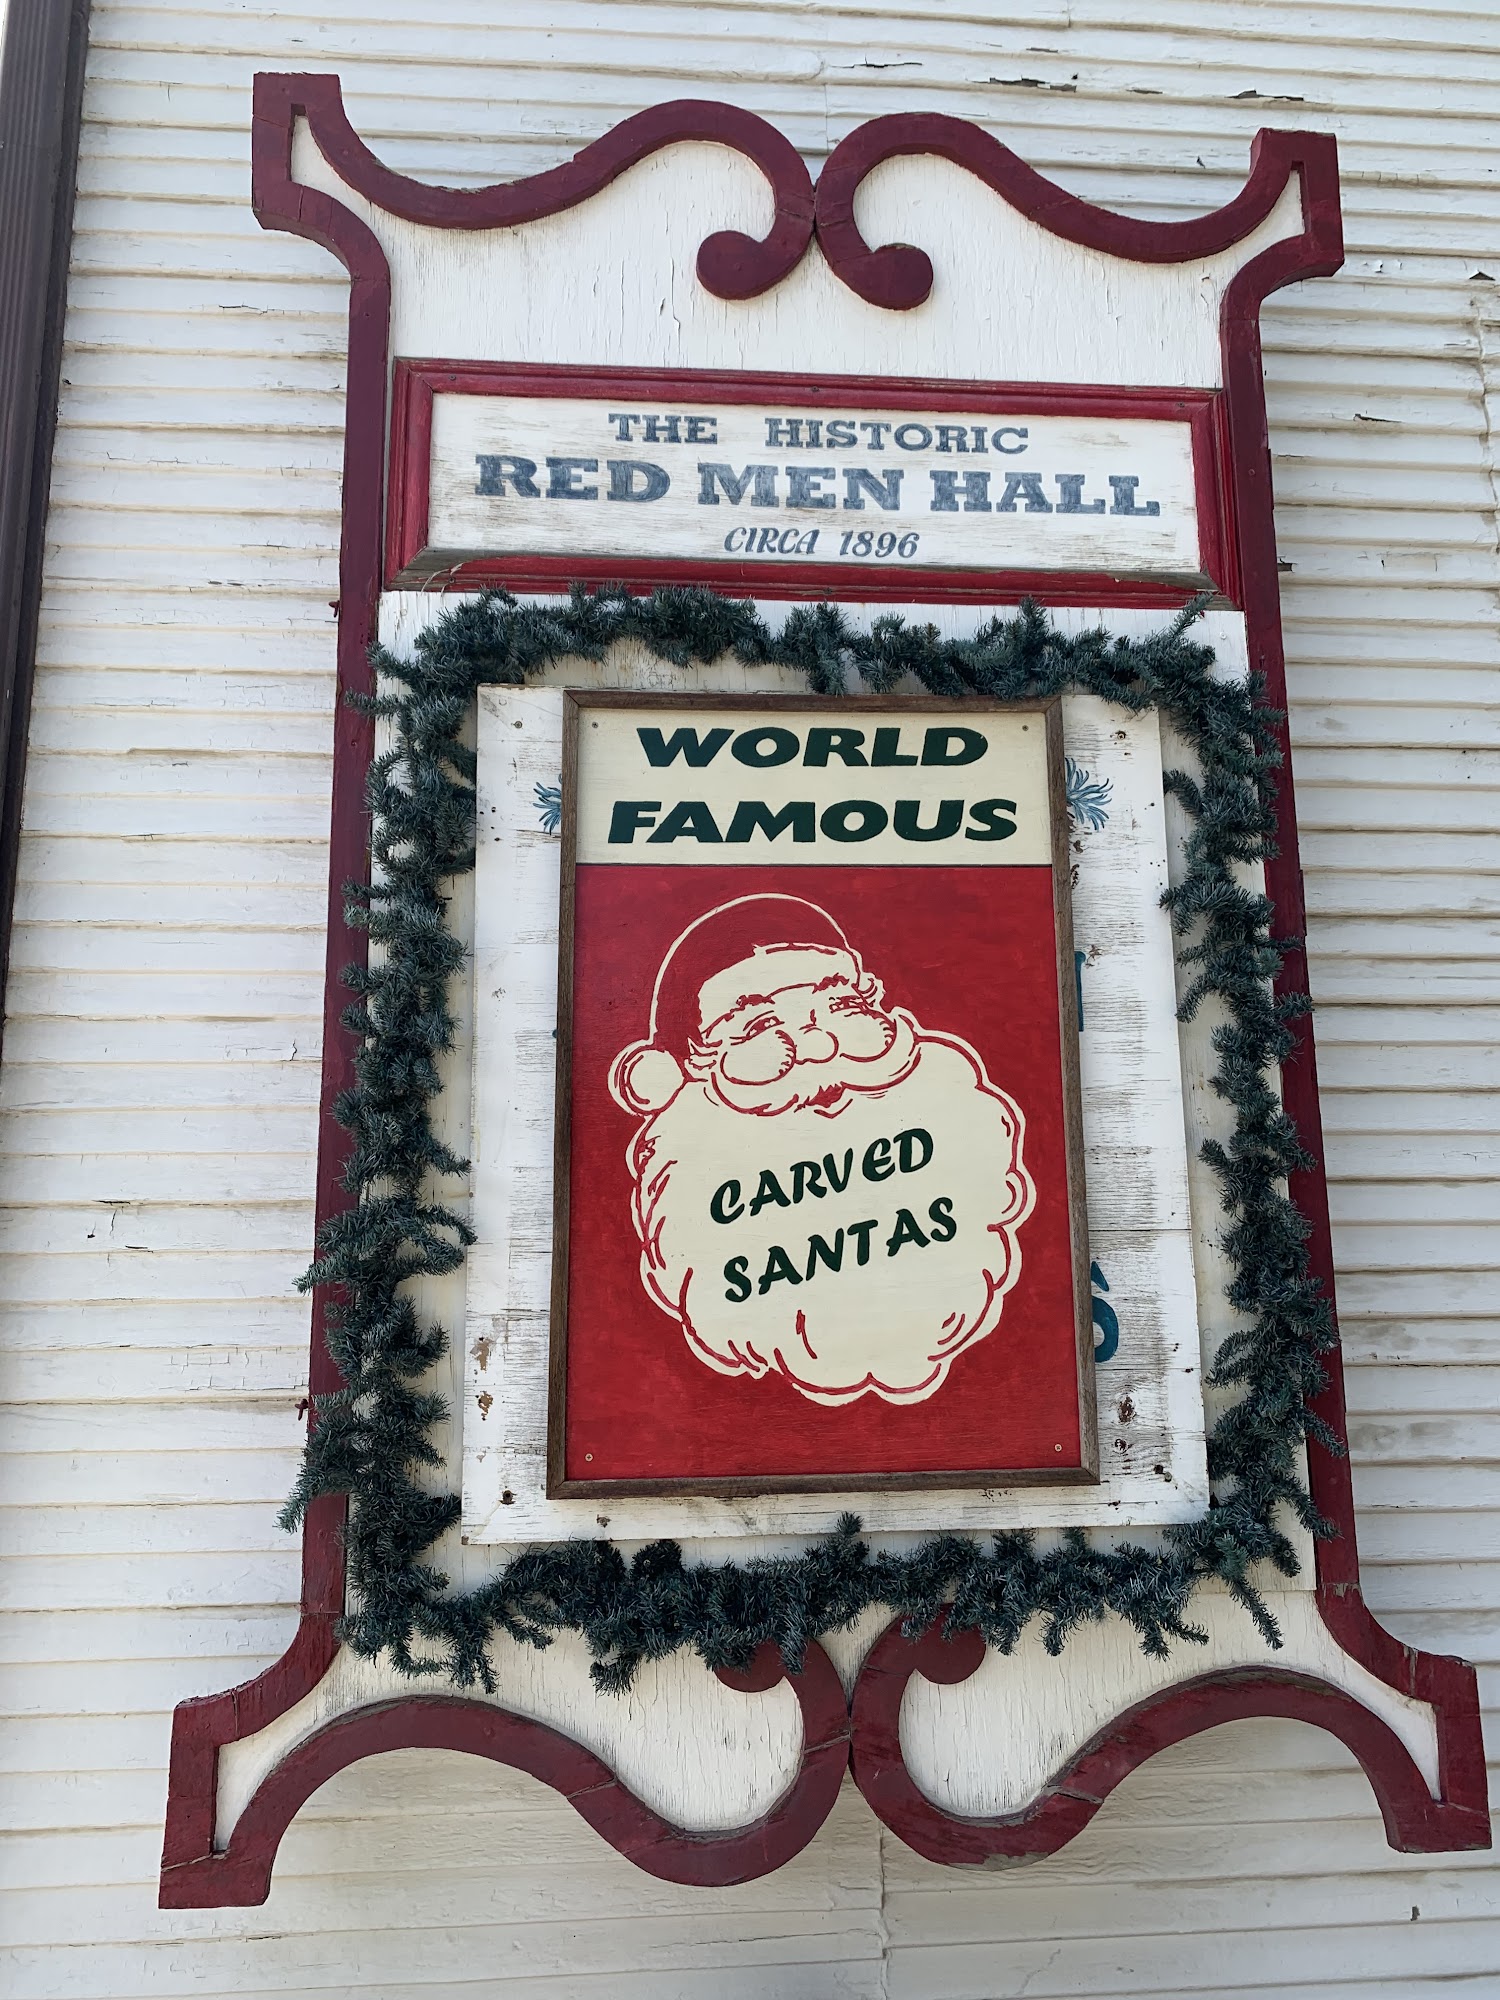 THE HISTORIC
RED MEN HALL
CIRCA 1896
WORLD
FAMOUS
CARVED
SANTAS